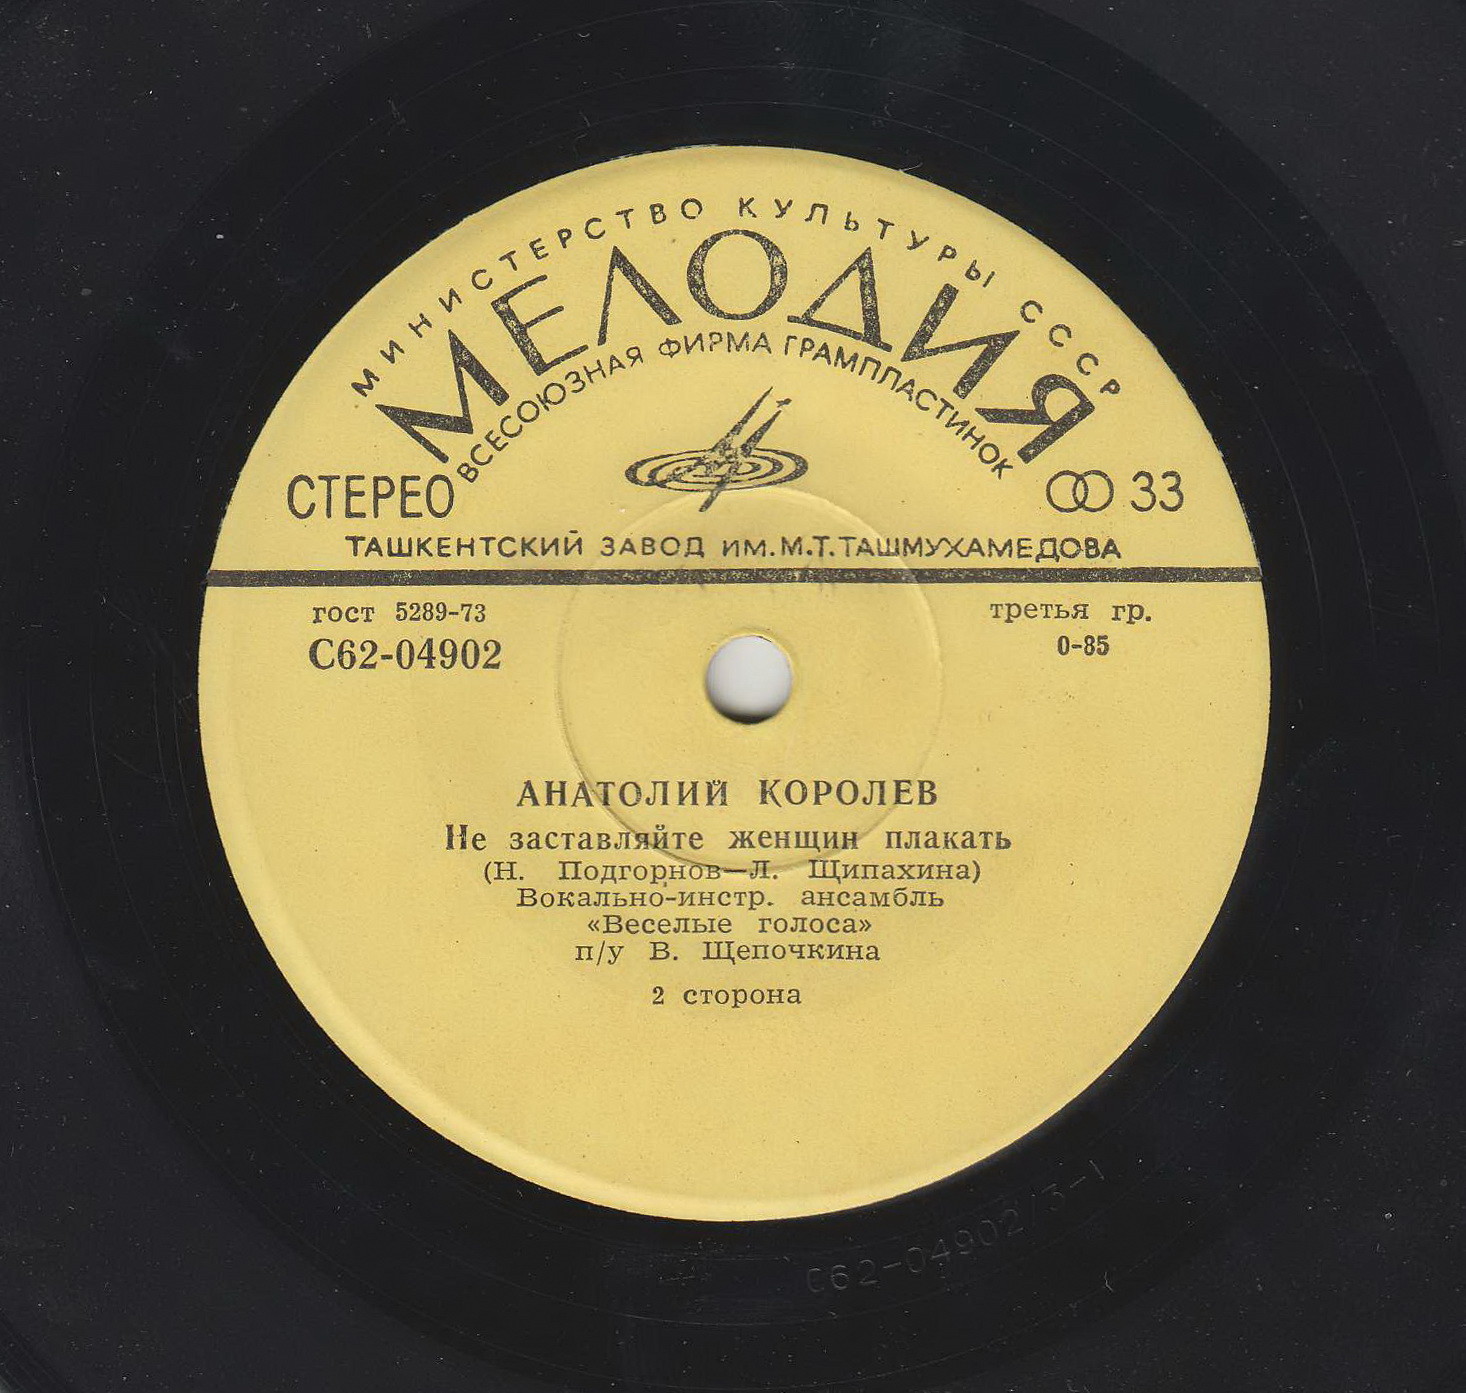 МИНИСТЕРСТВО КУЛЬТУРЫ СССР
МЕЛОДИЯ
ВСЕСОЮЗНАЯ ФИРМА ГРАМПЛАСТИНОК
СТЕРЕО 33
ТАШКЕНТСКИЙ ЗАВОД ИМ. М.Т. ТАШМУХАМЕДОВА
гост 5289-73 третья гр.
С62-04902 0-85
АНАТОЛИЙ КОРОЛЕВ
Не заставляйте женщин плакать
(Н. Подгорнов—Л. Щипахина)
Вокально-инстр. ансамбль
«Веселые голоса»
п/у В. Щепочкина
2 сторона
С62-04902/3-1